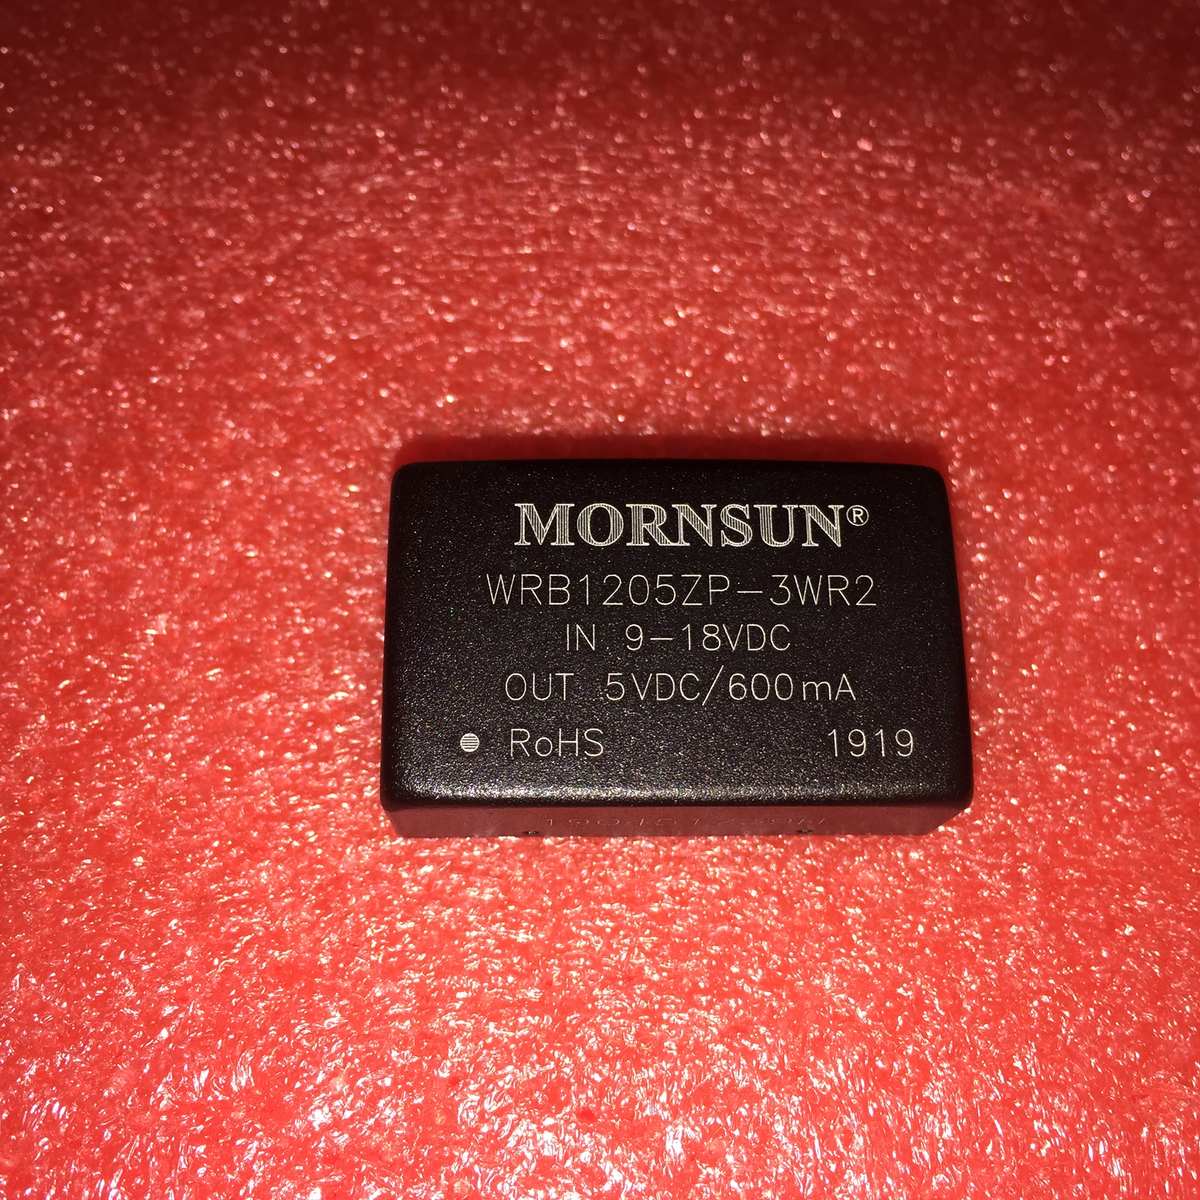 MORNSUN®
WRB1205ZP-3WR2
IN 9-18VDC
OUT 5VDC/600mA
RoHS 1919